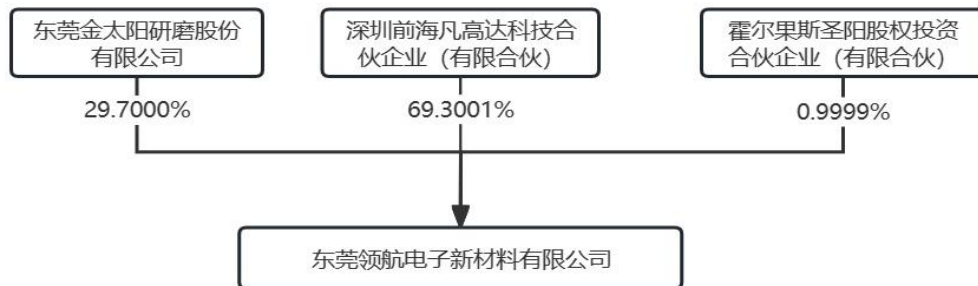 东莞金太阳研磨股份
有限公司
深圳前海凡高达科技合
伙企业（有限合伙）
霍尔果斯圣阳股权投资
合伙企业（有限合伙）
29.7000%
69.3001%
0.9999%
东莞领航电子新材料有限公司